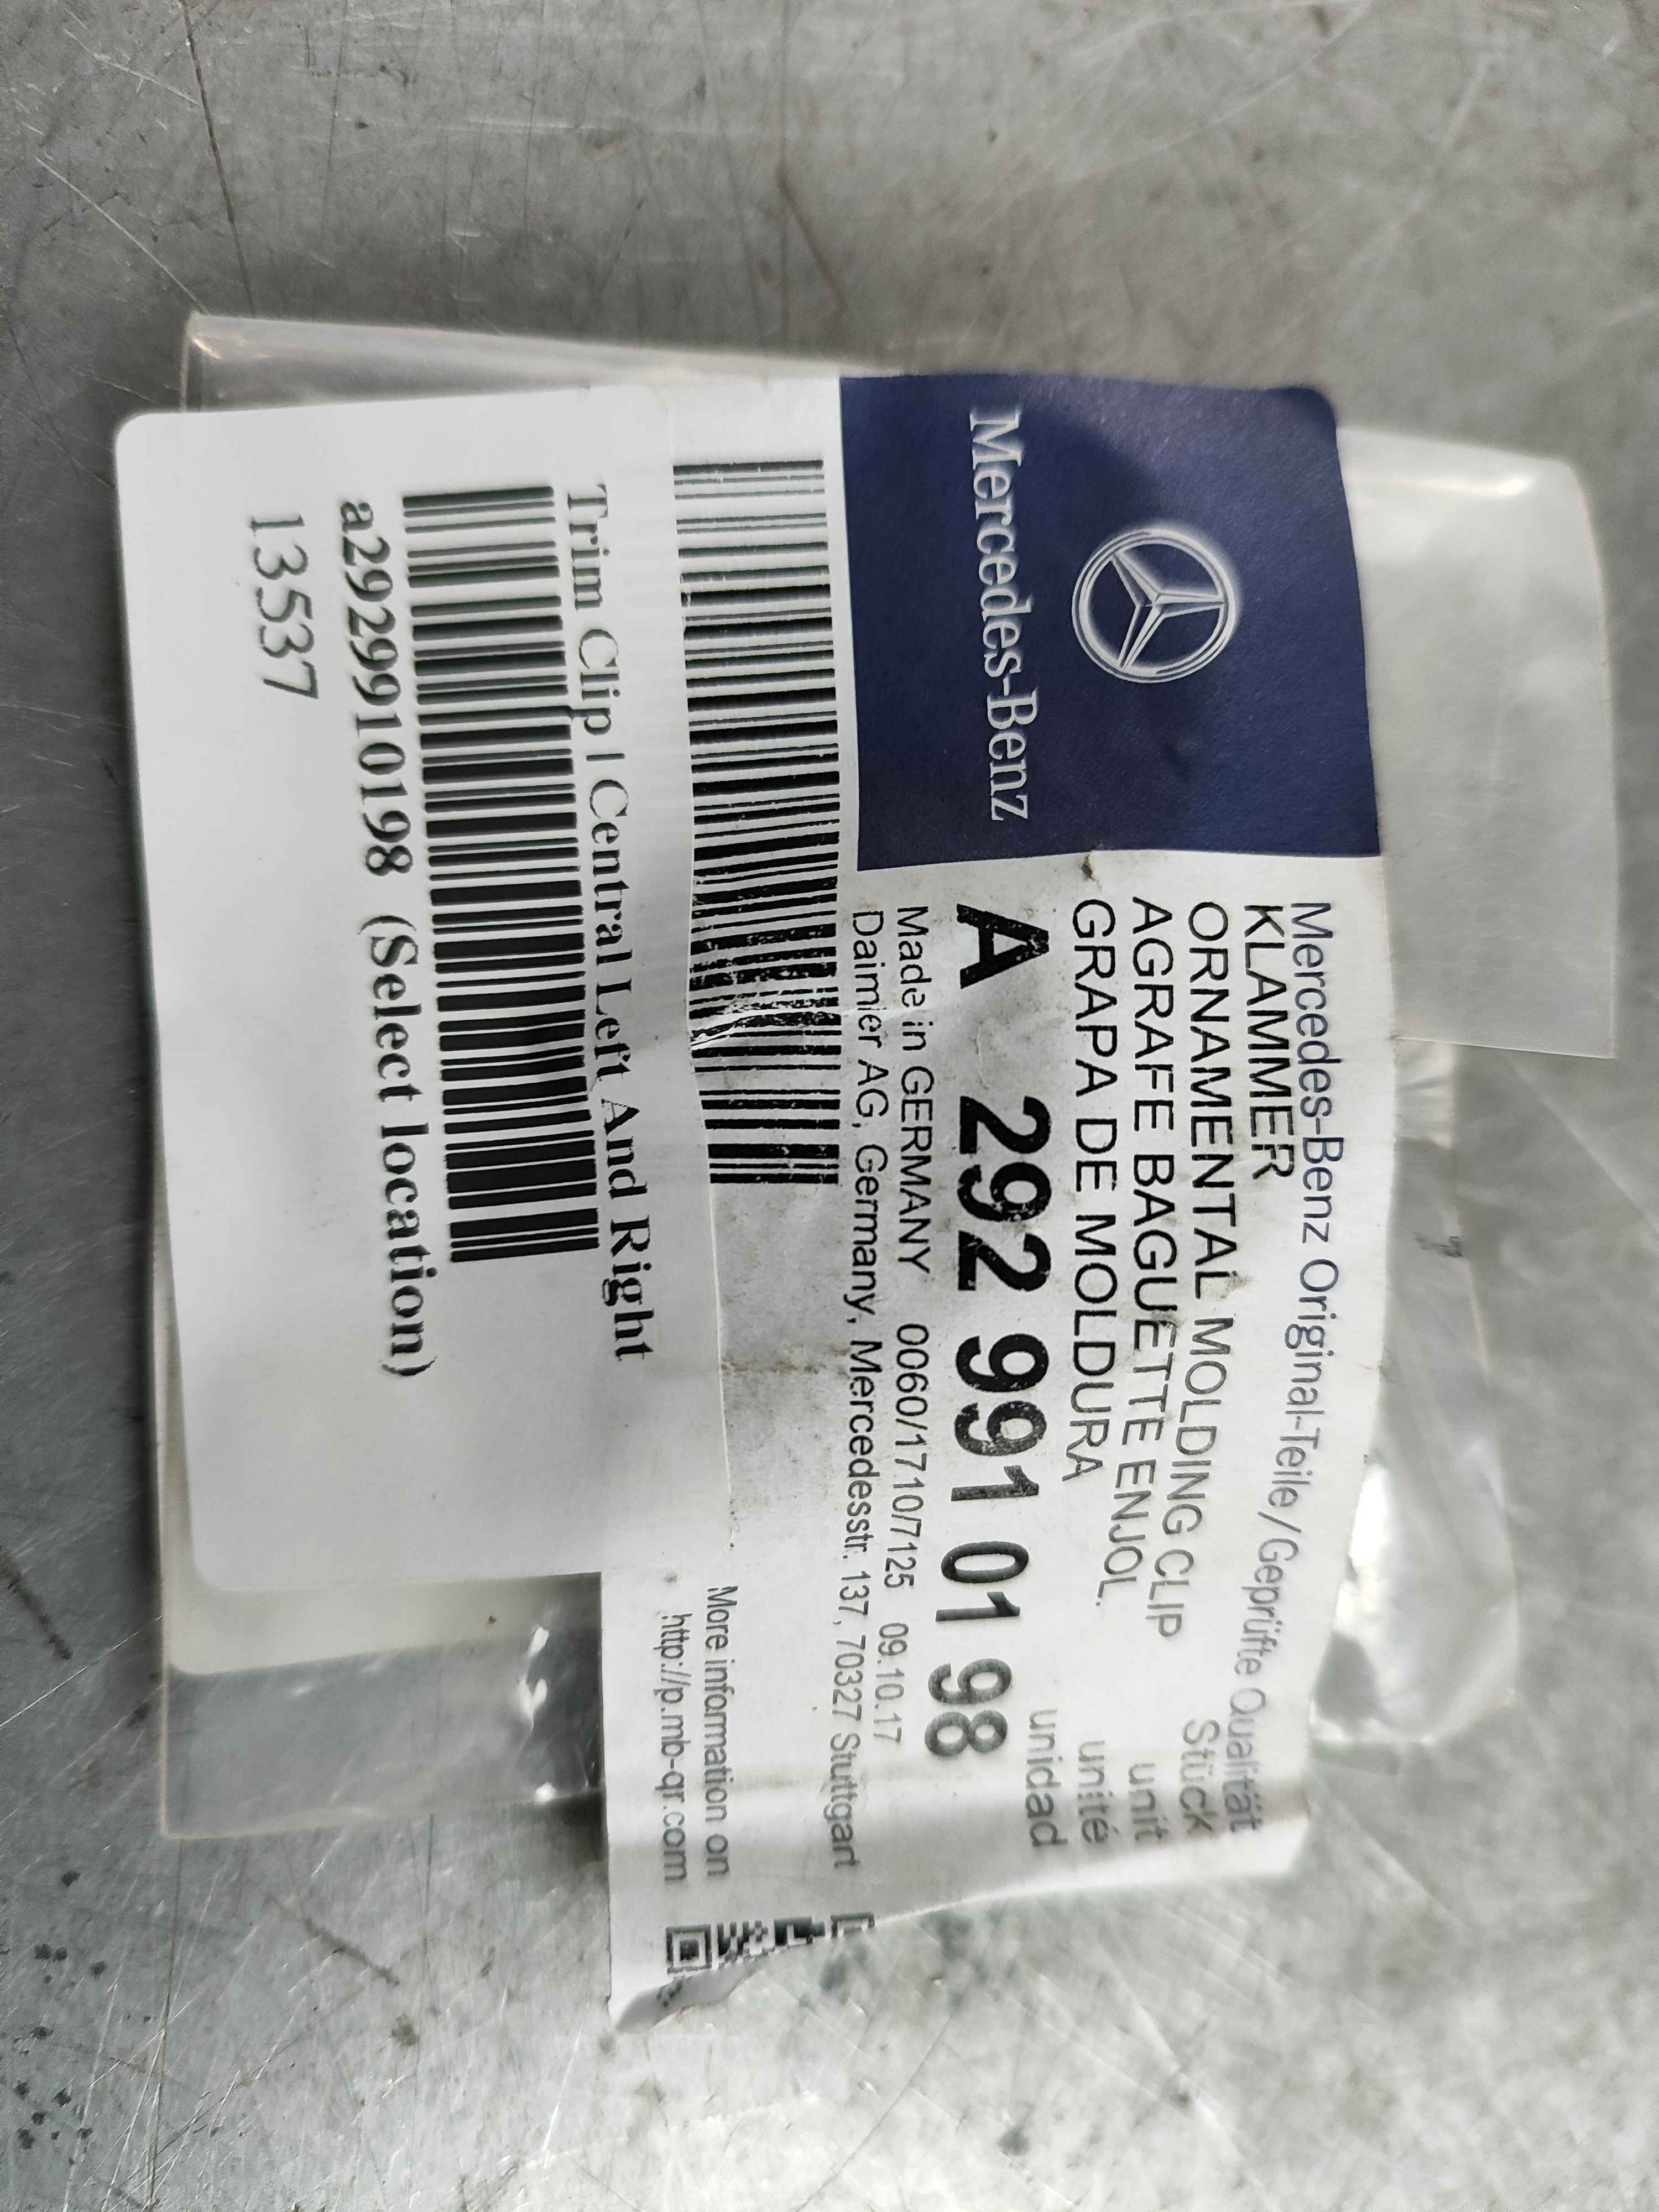 Mercedes-Benz
Mercedes-Benz Original-Teile/Geprüfte Qualität
KLAMMER Stück
ORNAMENTAL MOLDING CLIP unit
AGRAFE BAGUETTE ENJOL. unité
GRAPA DE MOLDURA unidad
A 292 991 01 98
Made in GERMANY 0060/1710/7125 09.10.17
Daimler AG, Germany, Mercedesstr. 137, 70327 Stuttgart
More information on
http://p.mb-qr.com
Trim Clip | Central Left And Right
a2929910198 (Select location)
13537